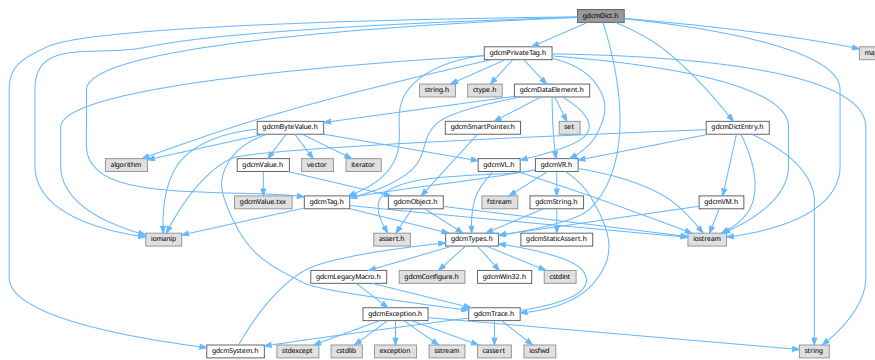 gdcmDict.h
gdcmPrivateTag.h
string.h
ctype.h
gdcmDataElement.h
gdcmByteValue.h
gdcmSmartPointer.h
set
gdcmDictEntry.h
algorithm
gdcmValue.h
vector
iterator
gdcmVL.h
gdcmVR.h
gdcmValue.txx
gdcmTag.h
gdcmObject.h
fstream
gdcmString.h
gdcmVM.h
iomanip
assert.h
gdcmTypes.h
gdcmStaticAssert.h
iostream
gdcmLegacyMacro.h
gdcmConfigure.h
gdcmWin32.h
cstdint
gdcmException.h
gdcmTrace.h
gdcmSystem.h
stdexcept
cstdlib
exception
sstream
cassert
iosfwd
string